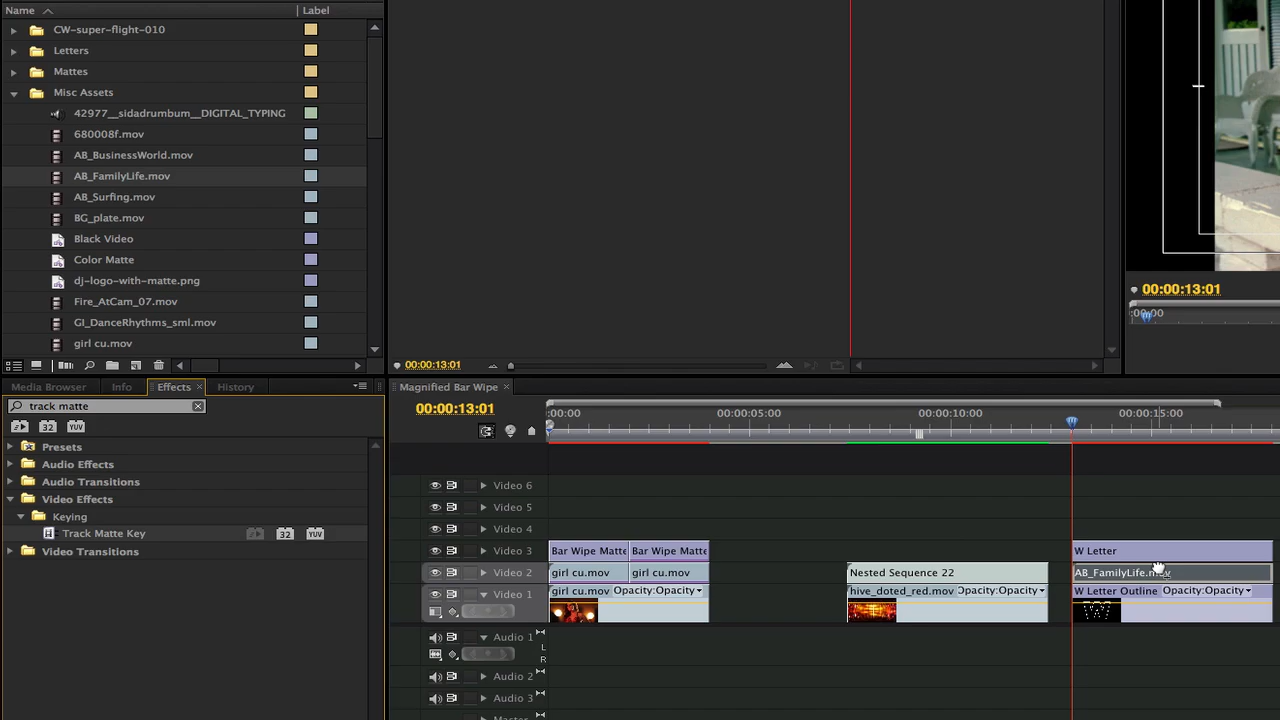 Name Label
CW-super-flight-010
Letters
Mattes
Misc Assets
42977__sidadrumbum__DIGITAL_TYPING
680008f.mov
AB_BusinessWorld.mov
AB_FamilyLife.mov
AB_Surfing.mov
BG_plate.mov
Black Video
Color Matte
dj-logo-with-matte.png
Fire_AtCam_07.mov
GI_DanceRhythms_sml.mov
girl cu.mov
00:00:13:01
00:00:13:01
:00:00
Media Browser Info Effects × History
track matte
32 YUV
Presets
Audio Effects
Audio Transitions
Video Effects
Keying
Track Matte Key 32 YUV
Video Transitions
Magnified Bar Wipe ×
00:00:13:01 :00:00 00:00:05:00 00:00:10:00 00:00:15:00
Video 6
Video 5
Video 4
Video 3 Bar Wipe Matte Bar Wipe Matte W Letter
Video 2 girl cu.mov girl cu.mov Nested Sequence 22 AB_FamilyLife.mov
Video 1 girl cu.mov Opacity:Opacity hive_doted_red.mov Opacity:Opacity W Letter Outline Opacity:Opacity
Audio 1 L
R
Audio 2
Audio 3